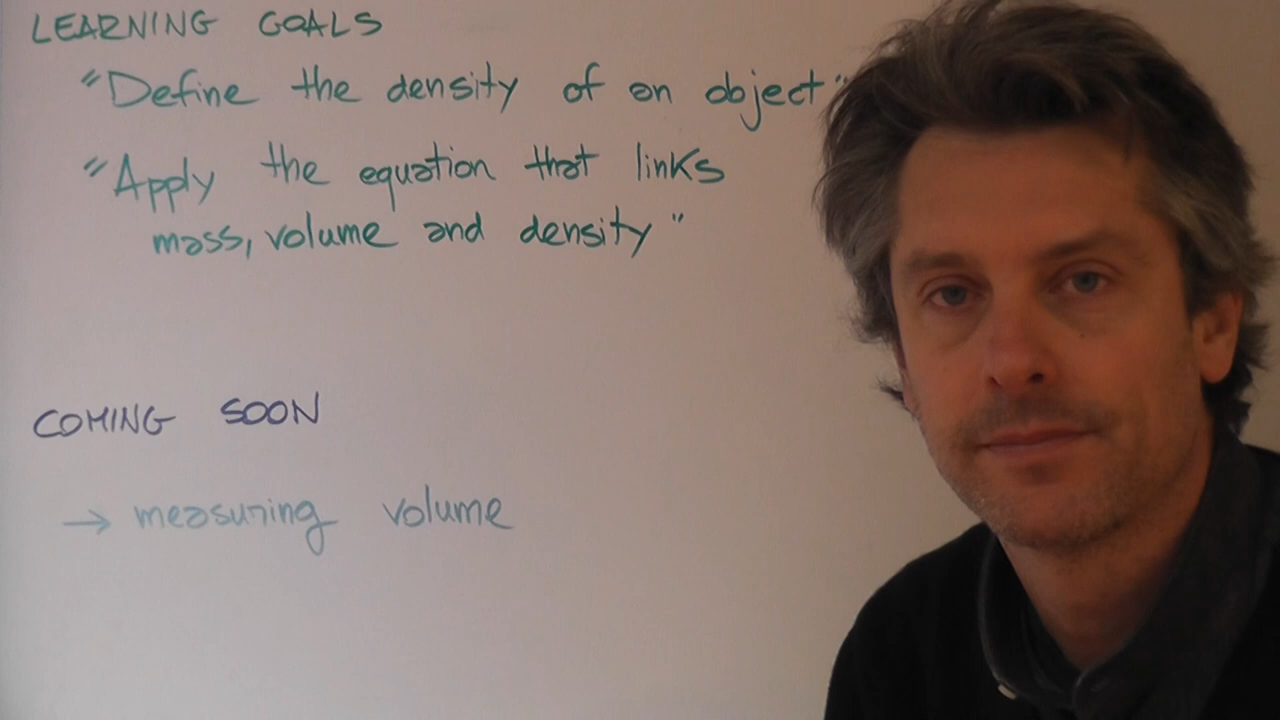 LEARNING GOALS
"Define the density of an object"
"Apply the equation that links
mass, volume and density"
COMING SOON
→ measuring volume